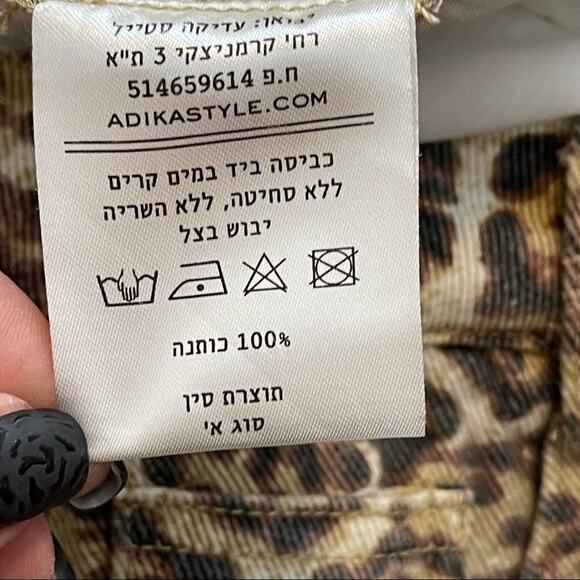 יבואן: עדיקה סטייל
רח' קרמניצקי 3 ת"א
ח.פ 514659614
ADIKASTYLE.COM
כביסה ביד במים קרים
ללא סחיטה, ללא השריה
יבוש בצל
100% כותנה
תוצרת סין
סוג א'